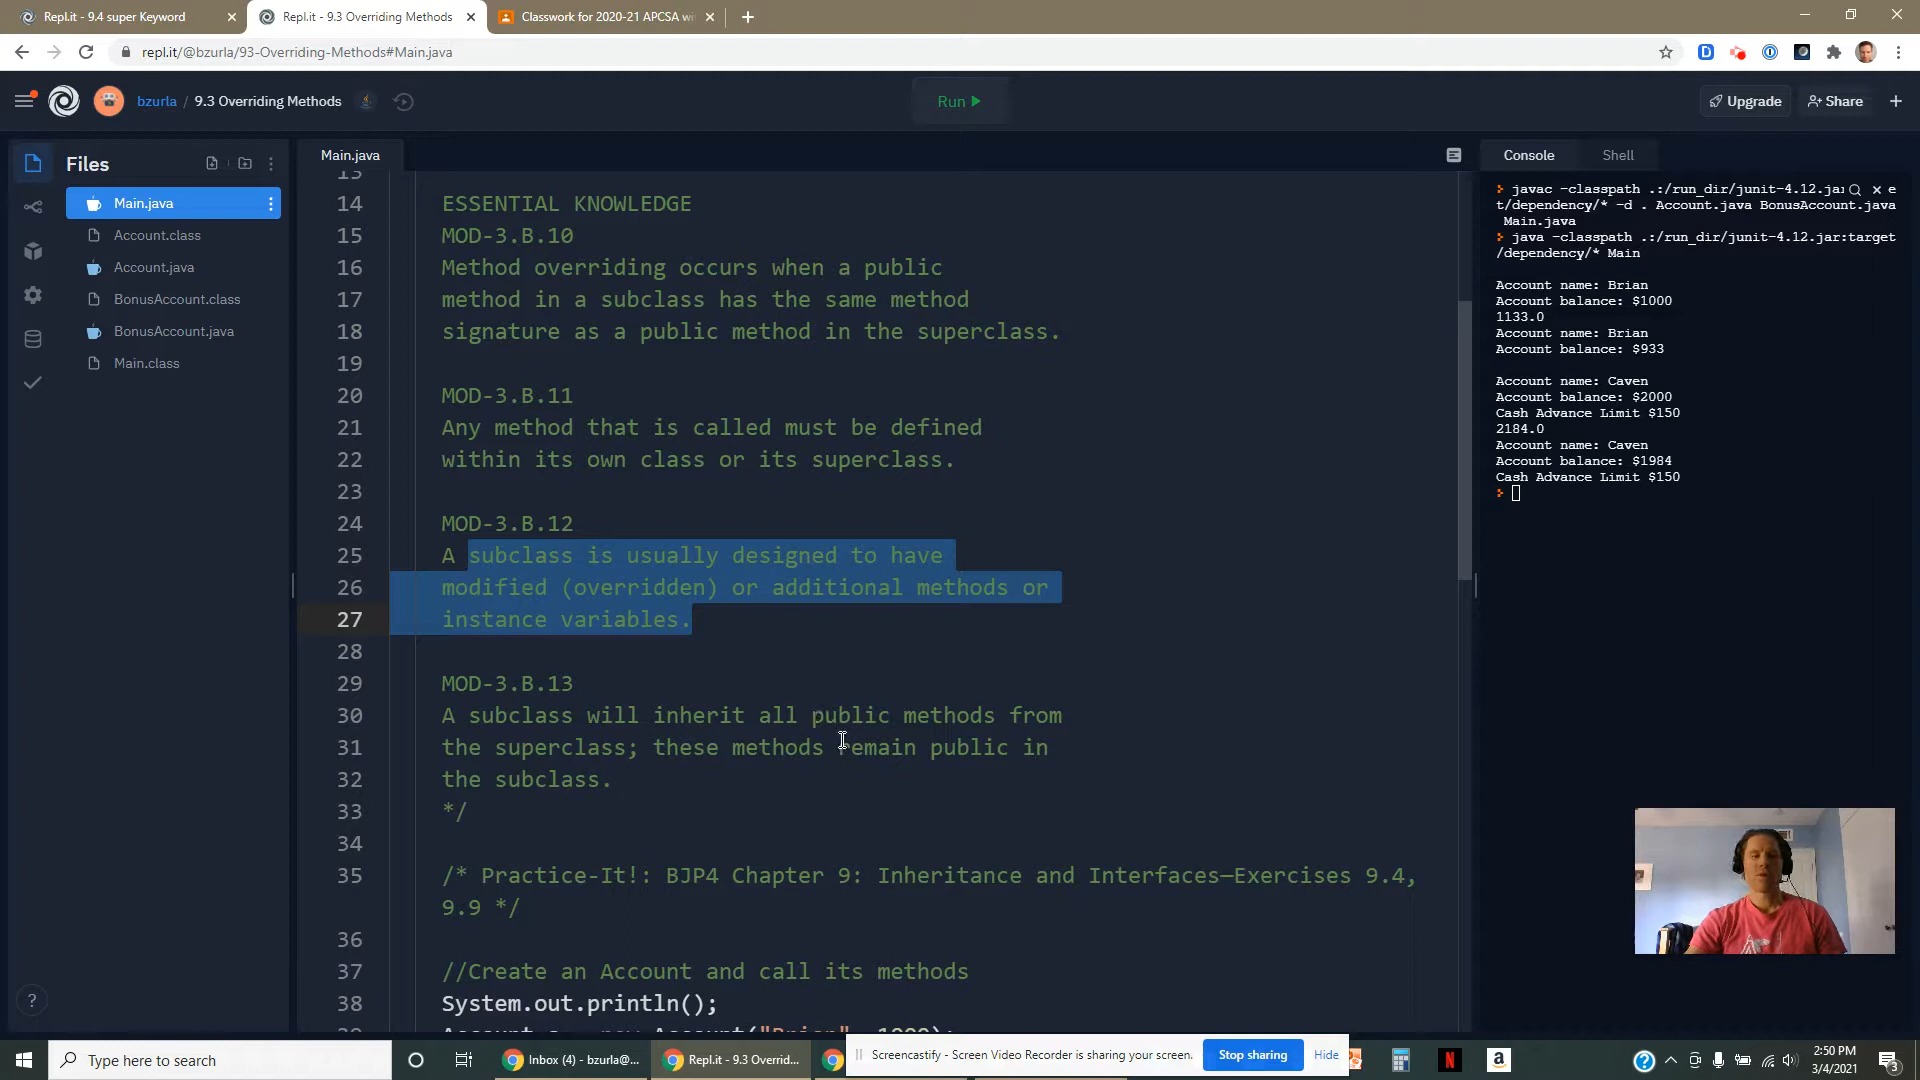 Repl.it - 9.4 super Keyword
Repl.it - 9.3 Overriding Methods
Classwork for 2020-21 APCSA wi
repl.it/@bzurla/93-Overriding-Methods#Main.java
bzurla / 9.3 Overriding Methods
Run
Upgrade
Share
Files
Main.java
Account.class
Account.java
BonusAccount.class
BonusAccount.java
Main.class
Main.java
13
14 ESSENTIAL KNOWLEDGE
15 MOD-3.B.10
16 Method overriding occurs when a public
17 method in a subclass has the same method
18 signature as a public method in the superclass.
19
20 MOD-3.B.11
21 Any method that is called must be defined
22 within its own class or its superclass.
23
24 MOD-3.B.12
25 A subclass is usually designed to have
26 modified (overridden) or additional methods or
27 instance variables.
28
29 MOD-3.B.13
30 A subclass will inherit all public methods from
31 the superclass; these methods remain public in
32 the subclass.
33 */
34
35 /* Practice-It!: BJP4 Chapter 9: Inheritance and Interfaces—Exercises 9.4,
9.9 */
36
37 //Create an Account and call its methods
38 System.out.println();
Console
Shell
javac -classpath .:/run_dir/junit-4.12.jar
t/dependency/* -d . Account.java BonusAccount.java
Main.java
java -classpath .:/run_dir/junit-4.12.jar:target
/dependency/* Main
Account name: Brian
Account balance: $1000
1133.0
Account name: Brian
Account balance: $933
Account name: Caven
Account balance: $2000
Cash Advance Limit $150
2184.0
Account name: Caven
Account balance: $1984
Cash Advance Limit $150
Type here to search
Inbox (4) - bzurla@...
Repl.it - 9.3 Overrid...
Screencastify - Screen Video Recorder is sharing your screen.
Stop sharing
Hide
2:50 PM
3/4/2021
3